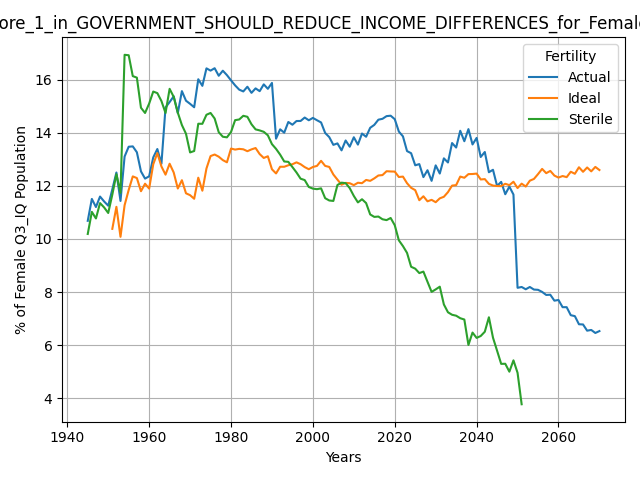 ore_1_in_GOVERNMENT_SHOULD_REDUCE_INCOME_DIFFERENCES_for_Female
Fertility
Actual
Ideal
Sterile
% of Female Q3_IQ Population
16
14
12
10
8
6
4
1940 1960 1980 2000 2020 2040 2060
Years